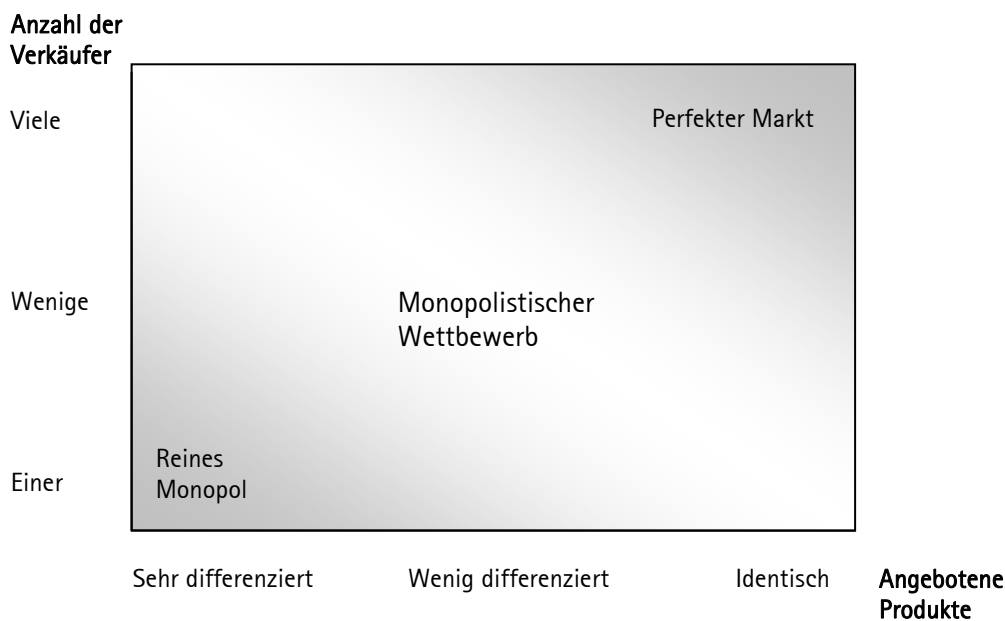 Anzahl der
Verkäufer
Viele
Perfekter Markt
Wenige
Monopolistischer
Wettbewerb
Reines
Monopol
Einer
Sehr differenziert
Wenig differenziert
Identisch
Angebotene
Produkte